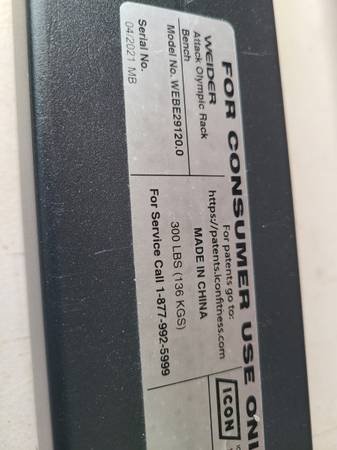 FOR CONSUMER USE ONL
WEIDER
Attack Olympic Rack
Bench
Model No. WEBE29120.0
Serial No.
04/2021 MB
For patents go to:
https://patents.iconfitness.com
MADE IN CHINA
300 LBS (136 KGS)
For Service Call 1-877-992-5999
ICON